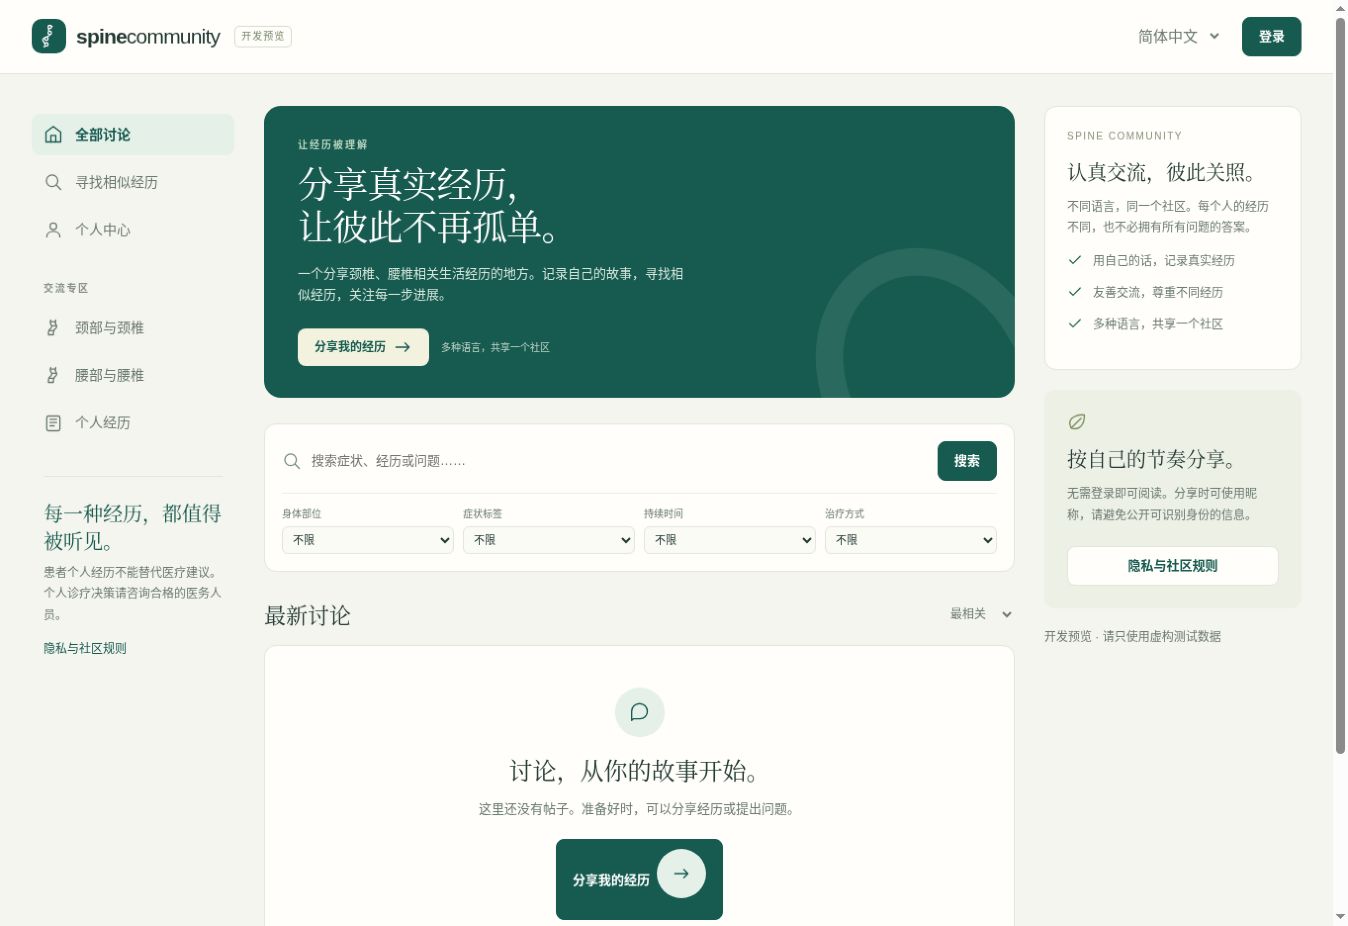 spinecommunity
开发预览
简体中文
登录
全部讨论
寻找相似经历
个人中心
交流专区
颈部与颈椎
腰部与腰椎
个人经历
每一种经历，都值得
被听见。
患者个人经历不能替代医疗建议。
个人诊疗决策请咨询合格的医务人
员。
隐私与社区规则
让经历被理解
分享真实经历，
让彼此不再孤单。
一个分享颈椎、腰椎相关生活经历的地方。记录自己的故事，寻找相
似经历，关注每一步进展。
分享我的经历
多种语言，共享一个社区
搜索症状、经历或问题……
搜索
身体部位
症状标签
持续时间
治疗方式
不限
不限
不限
不限
最新讨论
最相关
讨论，从你的故事开始。
这里还没有帖子。准备好时，可以分享经历或提出问题。
分享我的经历
SPINE COMMUNITY
认真交流，彼此关照。
不同语言，同一个社区。每个人的经历
不同，也不必拥有所有问题的答案。
用自己的话，记录真实经历
友善交流，尊重不同经历
多种语言，共享一个社区
按自己的节奏分享。
无需登录即可阅读。分享时可使用昵
称，请避免公开可识别身份的信息。
隐私与社区规则
开发预览 · 请只使用虚构测试数据